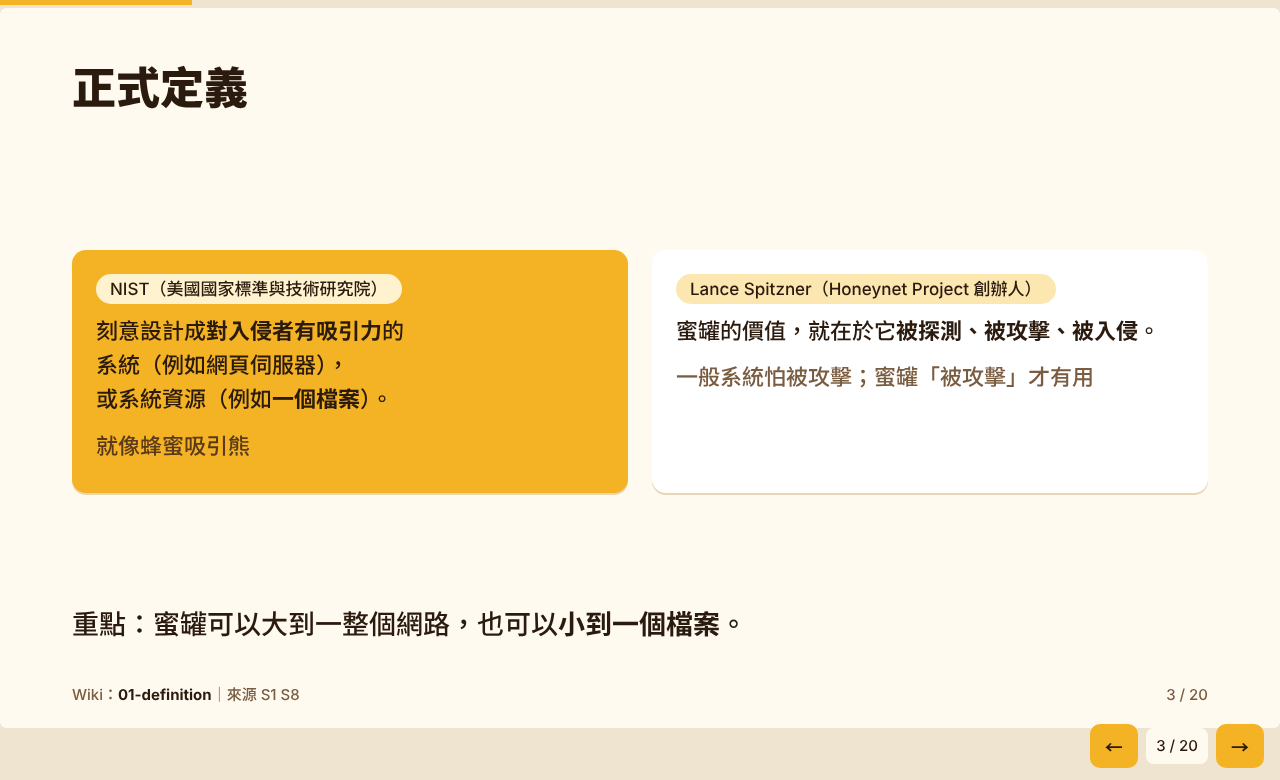 正式定義
NIST（美國國家標準與技術研究院）
刻意設計成對入侵者有吸引力的
系統（例如網頁伺服器），
或系統資源（例如一個檔案）。
就像蜂蜜吸引熊
Lance Spitzner（Honeynet Project 創辦人）
蜜罐的價值，就在於它被探測、被攻擊、被入侵。
一般系統怕被攻擊；蜜罐「被攻擊」才有用
重點：蜜罐可以大到一整個網路，也可以小到一個檔案。
Wiki：01-definition｜來源 S1 S8
3 / 20
← 3 / 20 →